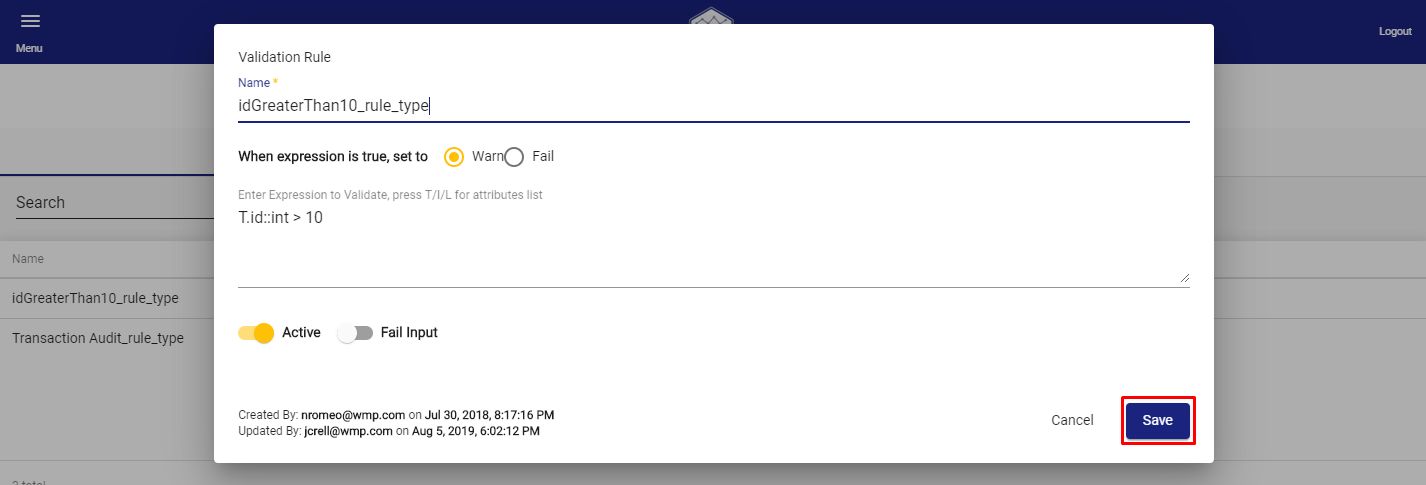 Menu
Logout
Validation Rule
Name *
idGreaterThan10_rule_type
When expression is true, set to Warn Fail
Search
Enter Expression to Validate, press T/I/L for attributes list
T.id::int > 10
Name
idGreaterThan10_rule_type
Transaction Audit_rule_type
Active Fail Input
Created By: nromeo@wmp.com on Jul 30, 2018, 8:17:16 PM
Updated By: jcrell@wmp.com on Aug 5, 2019, 6:02:12 PM
Cancel Save
total